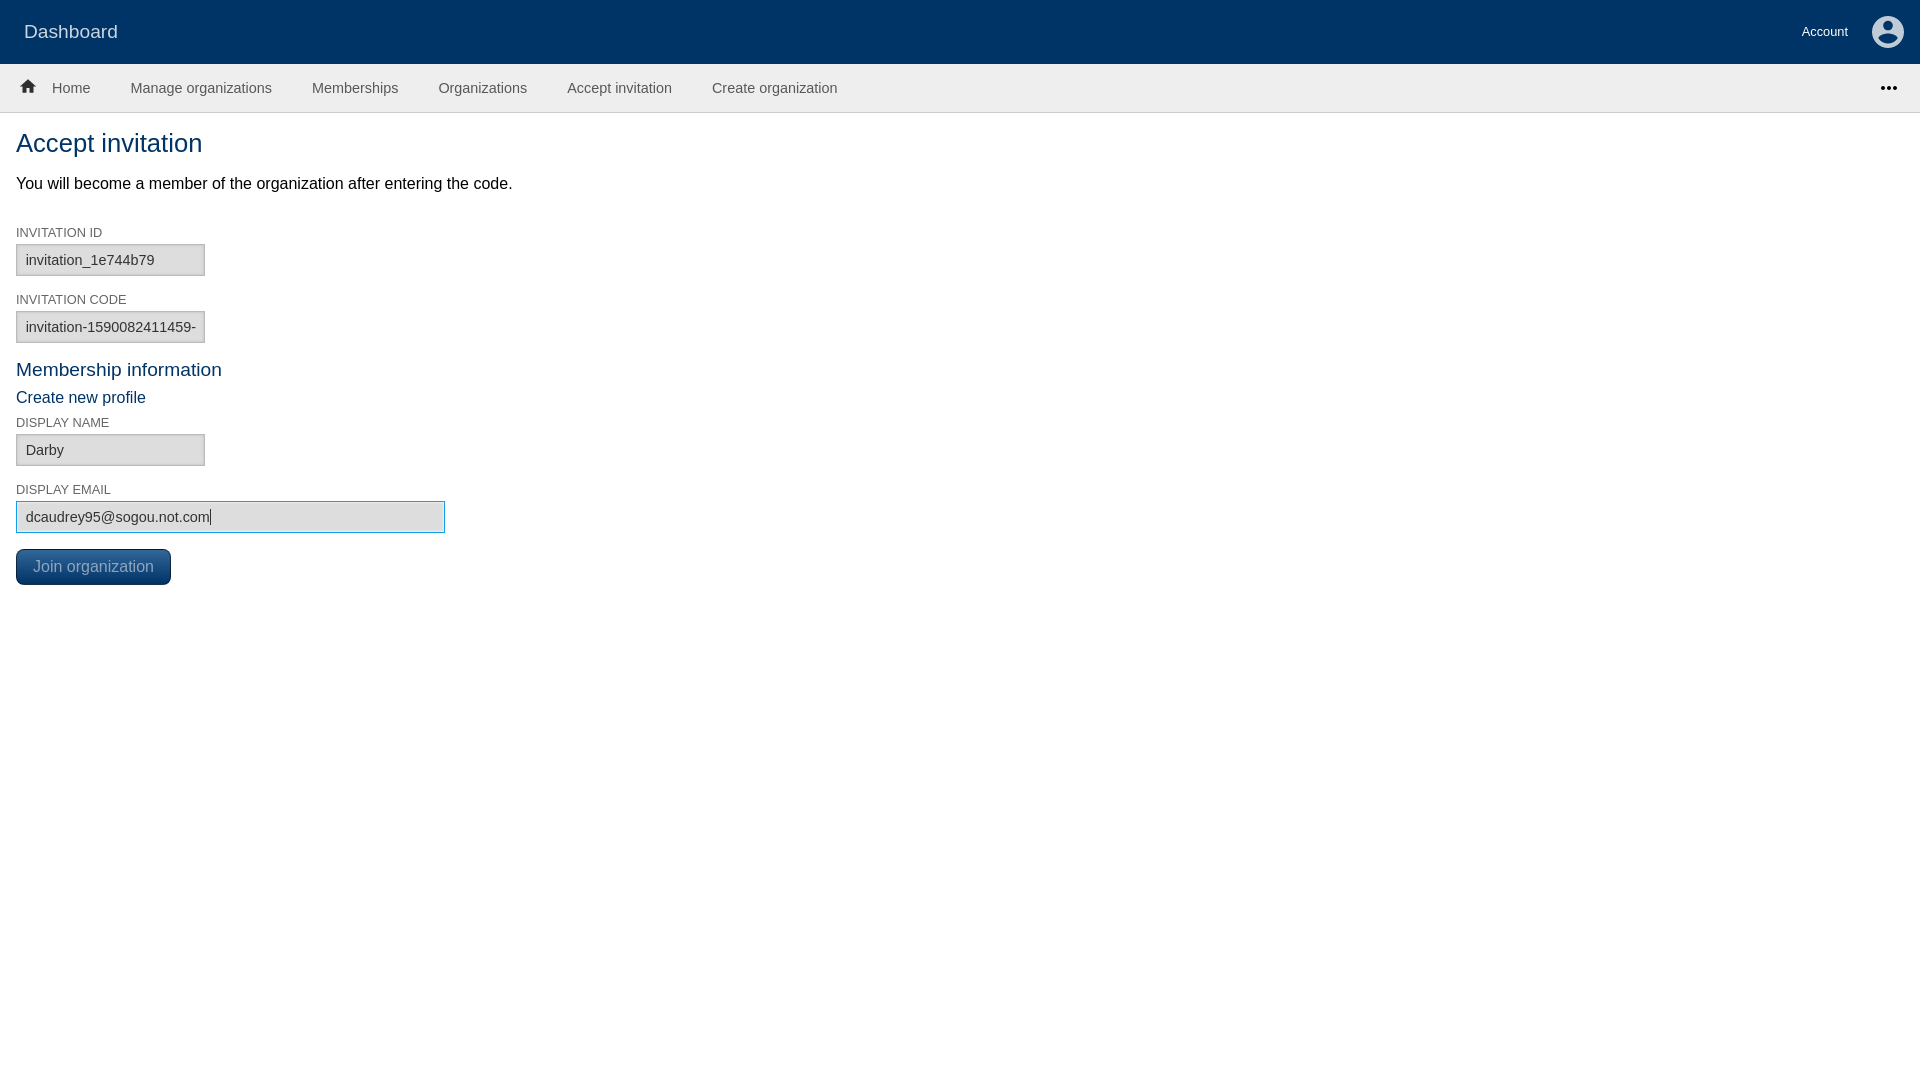 Dashboard
Account
Home
Manage organizations
Memberships
Organizations
Accept invitation
Create organization
Accept invitation
You will become a member of the organization after entering the code.
INVITATION ID
invitation_1e744b79
INVITATION CODE
invitation-1590082411459-
Membership information
Create new profile
DISPLAY NAME
Darby
DISPLAY EMAIL
dcaudrey95@sogou.not.com
Join organization